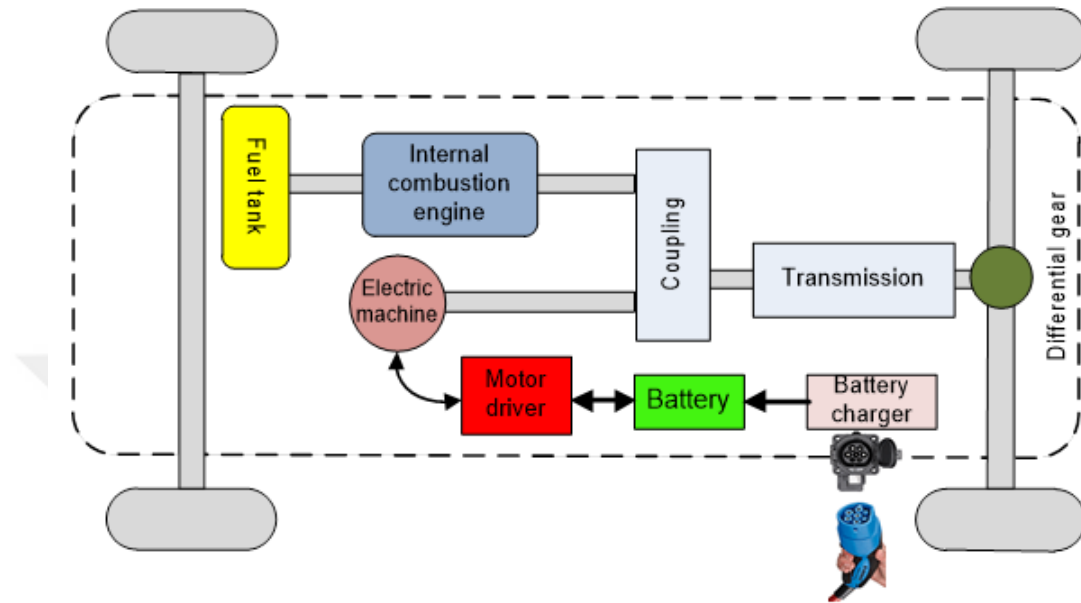 Fuel tank
Internal
combustion
engine
Coupling
Electric
machine
Transmission
Differential gear
Motor
driver
Battery
Battery
charger